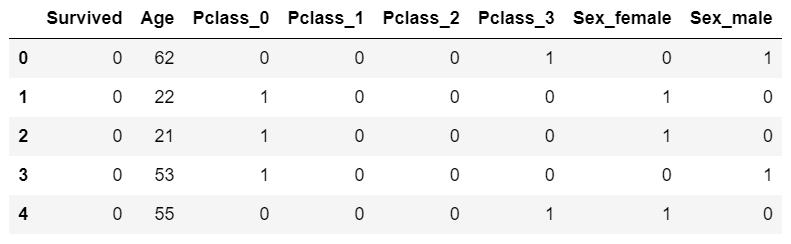 Survived Age Pclass_0 Pclass_1 Pclass_2 Pclass_3 Sex_female Sex_male
0 0 62 0 0 0 1 0 1
1 0 22 1 0 0 0 1 0
2 0 21 1 0 0 0 1 0
3 0 53 1 0 0 0 0 1
4 0 55 0 0 0 1 1 0